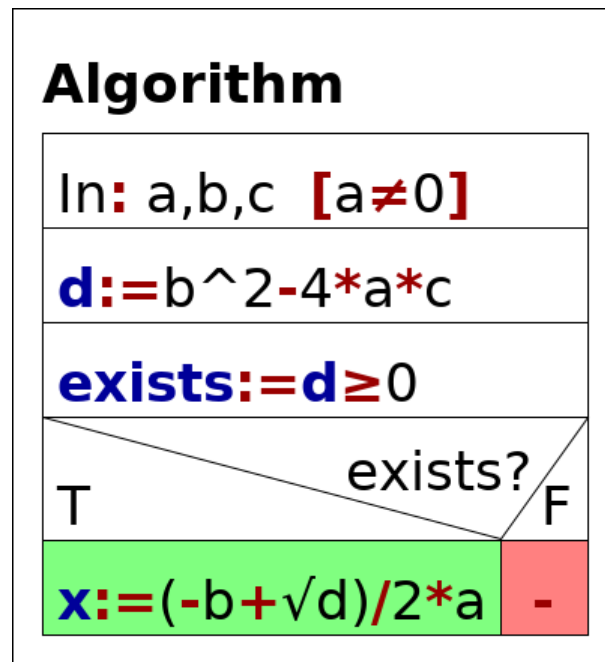 Algorithm
In: a,b,c [a≠0]
d:=b^2-4*a*c
exists:=d≥0
exists?
T F
x:=(-b+√d)/2*a -